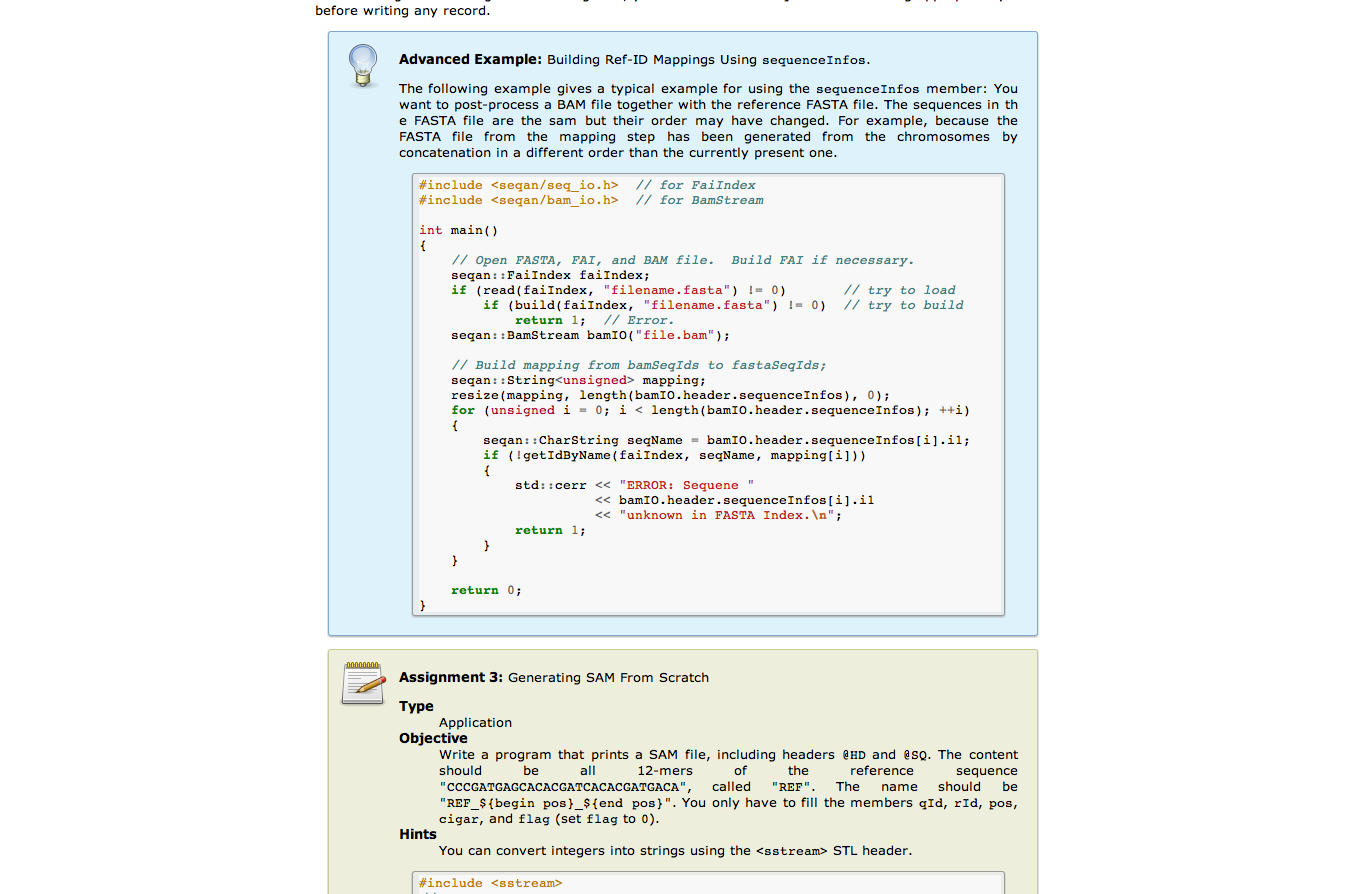 before writing any record.
Advanced Example: Building Ref-ID Mappings Using sequenceInfos.
The following example gives a typical example for using the sequenceInfos member: You
want to post-process a BAM file together with the reference FASTA file. The sequences in th
e FASTA file are the sam but their order may have changed. For example, because the
FASTA file from the mapping step has been generated from the chromosomes by
concatenation in a different order than the currently present one.
#include <seqan/seq_io.h>  // for FaiIndex
#include <seqan/bam_io.h>  // for BamStream
int main()
{
    // Open FASTA, FAI, and BAM file.  Build FAI if necessary.
    seqan::FaiIndex faiIndex;
    if (read(faiIndex, "filename.fasta") != 0)       // try to load
        if (build(faiIndex, "filename.fasta") != 0)  // try to build
            return 1;  // Error.
    seqan::BamStream bamIO("file.bam");
    // Build mapping from bamSeqIds to fastaSeqIds;
    seqan::String<unsigned> mapping;
    resize(mapping, length(bamIO.header.sequenceInfos), 0);
    for (unsigned i = 0; i < length(bamIO.header.sequenceInfos); ++i)
    {
        seqan::CharString seqName = bamIO.header.sequenceInfos[i].i1;
        if (!getIdByName(faiIndex, seqName, mapping[i]))
        {
            std::cerr << "ERROR: Sequene "
                      << bamIO.header.sequenceInfos[i].i1
                      << "unknown in FASTA Index.\n";
            return 1;
        }
    }
    return 0;
}
Assignment 3: Generating SAM From Scratch
Type
Application
Objective
Write a program that prints a SAM file, including headers @HD and @SQ. The content
should be all 12-mers of the reference sequence
"CCCGATGAGCACACGATCACACGATGACA", called "REF". The name should be
"REF_${begin pos}_${end pos}". You only have to fill the members qId, rId, pos,
cigar, and flag (set flag to 0).
Hints
You can convert integers into strings using the <sstream> STL header.
#include <sstream>